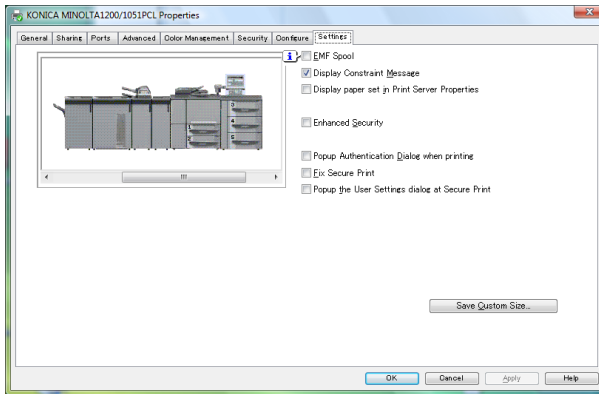 KONICA MINOLTA1200/1051PCL Properties
General Sharing Ports Advanced Color Management Security Configure Settings
EMF Spool
Display Constraint Message
Display paper set in Print Server Properties
Enhanced Security
Popup Authentication Dialog when printing
Fix Secure Print
Popup the User Settings dialog at Secure Print
Save Custom Size...
OK Cancel Apply Help